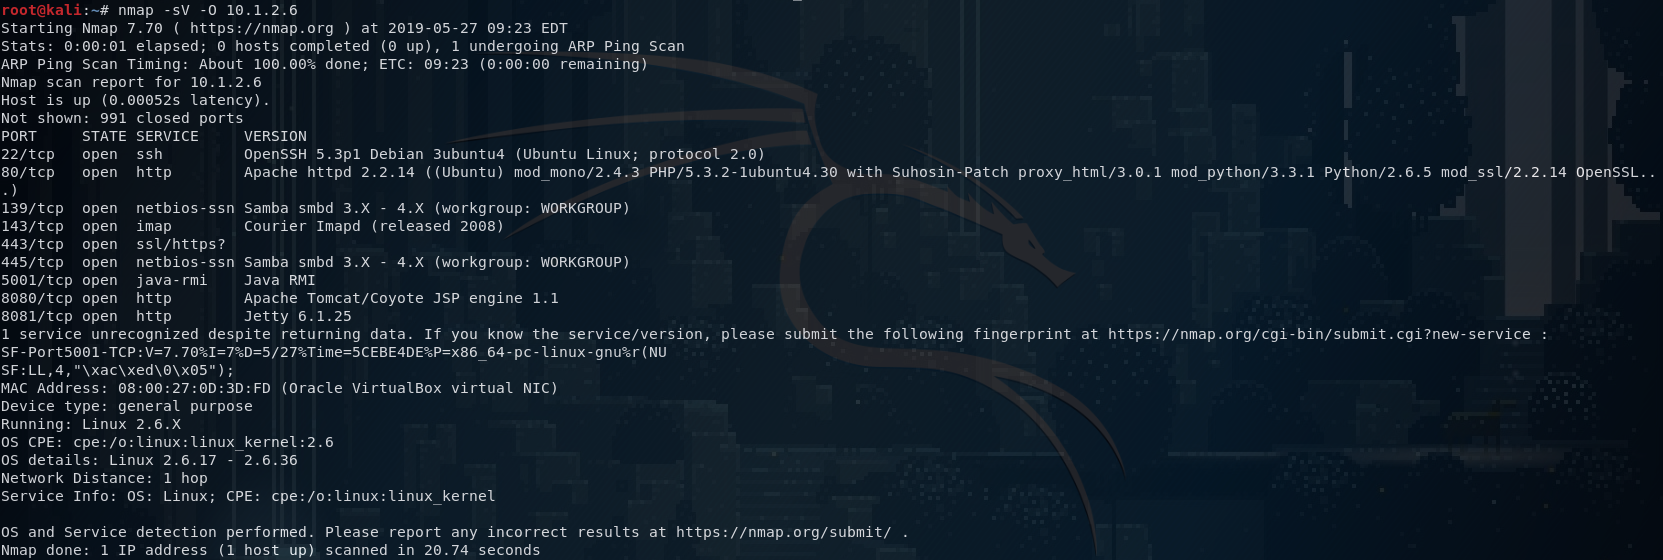 root@kali:~# nmap -sV -O 10.1.2.6
Starting Nmap 7.70 ( https://nmap.org ) at 2019-05-27 09:23 EDT
Stats: 0:00:01 elapsed; 0 hosts completed (0 up), 1 undergoing ARP Ping Scan
ARP Ping Scan Timing: About 100.00% done; ETC: 09:23 (0:00:00 remaining)
Nmap scan report for 10.1.2.6
Host is up (0.00052s latency).
Not shown: 991 closed ports
PORT     STATE SERVICE     VERSION
22/tcp   open  ssh         OpenSSH 5.3p1 Debian 3ubuntu4 (Ubuntu Linux; protocol 2.0)
80/tcp   open  http        Apache httpd 2.2.14 ((Ubuntu) mod_mono/2.4.3 PHP/5.3.2-1ubuntu4.30 with Suhosin-Patch proxy_html/3.0.1 mod_python/3.3.1 Python/2.6.5 mod_ssl/2.2.14 OpenSSL..
.)
139/tcp  open  netbios-ssn Samba smbd 3.X - 4.X (workgroup: WORKGROUP)
143/tcp  open  imap        Courier Imapd (released 2008)
443/tcp  open  ssl/https?
445/tcp  open  netbios-ssn Samba smbd 3.X - 4.X (workgroup: WORKGROUP)
5001/tcp open  java-rmi    Java RMI
8080/tcp open  http        Apache Tomcat/Coyote JSP engine 1.1
8081/tcp open  http        Jetty 6.1.25
1 service unrecognized despite returning data. If you know the service/version, please submit the following fingerprint at https://nmap.org/cgi-bin/submit.cgi?new-service :
SF-Port5001-TCP:V=7.70%I=7%D=5/27%Time=5CEBE4DE%P=x86_64-pc-linux-gnu%r(NU
SF:LL,4,"\xac\xed\0\x05");
MAC Address: 08:00:27:0D:3D:FD (Oracle VirtualBox virtual NIC)
Device type: general purpose
Running: Linux 2.6.X
OS CPE: cpe:/o:linux:linux_kernel:2.6
OS details: Linux 2.6.17 - 2.6.36
Network Distance: 1 hop
Service Info: OS: Linux; CPE: cpe:/o:linux:linux_kernel

OS and Service detection performed. Please report any incorrect results at https://nmap.org/submit/ .
Nmap done: 1 IP address (1 host up) scanned in 20.74 seconds